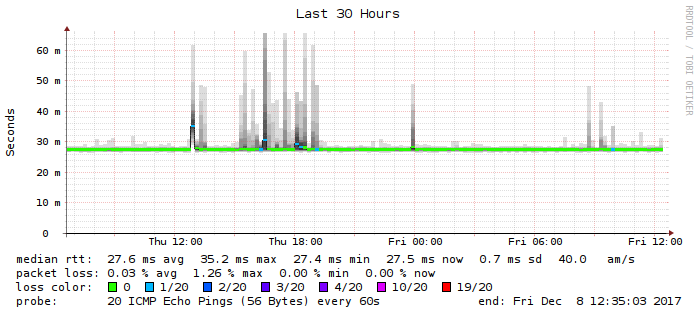 Last 30 Hours
RRDTOOL / TOBI OETIKER
Seconds
60 m
50 m
40 m
30 m
20 m
10 m
0
Thu 12:00 Thu 18:00 Fri 00:00 Fri 06:00 Fri 12:00
median rtt: 27.6 ms avg 35.2 ms max 27.4 ms min 27.5 ms now 0.7 ms sd 40.0 am/s
packet loss: 0.03 % avg 1.26 % max 0.00 % min 0.00 % now
loss color: 0 1/20 2/20 3/20 4/20 10/20 19/20
probe: 20 ICMP Echo Pings (56 Bytes) every 60s end: Fri Dec 8 12:35:03 2017